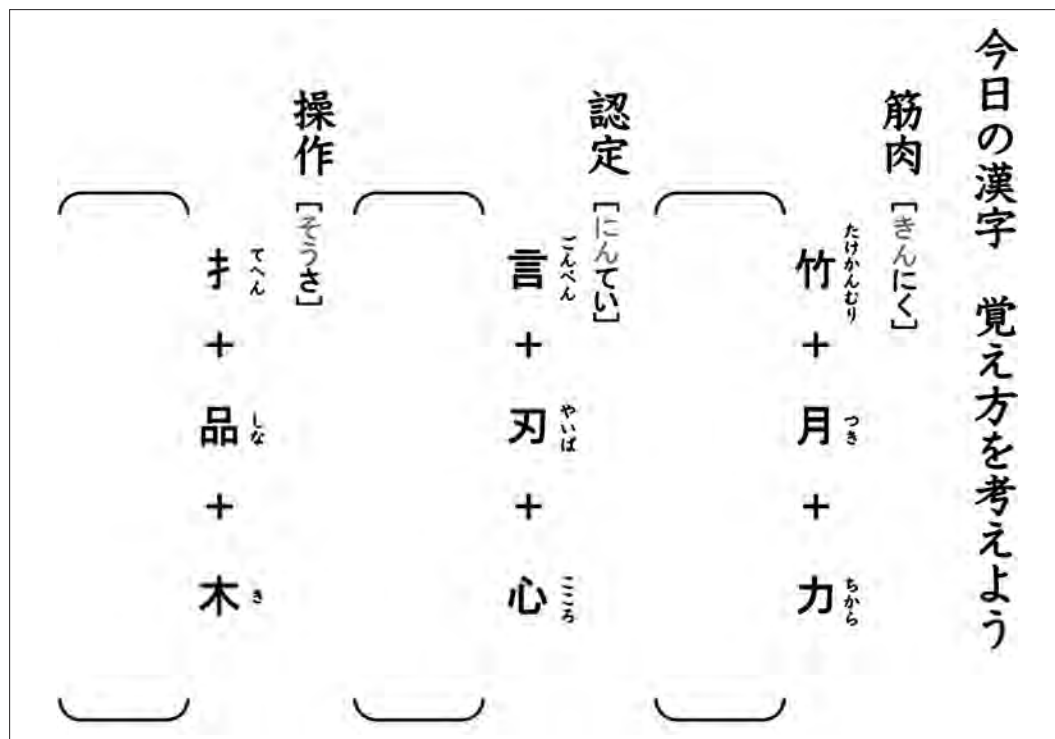 今日の漢字　覚え方を考えよう
筋肉［きんにく］
たけかんむり　つき　ちから
竹＋月＋力
認定［にんてい］
ごんべん　やいば　こころ
言＋刃＋心
操作［そうさ］
てへん　しな　き
扌＋品＋木